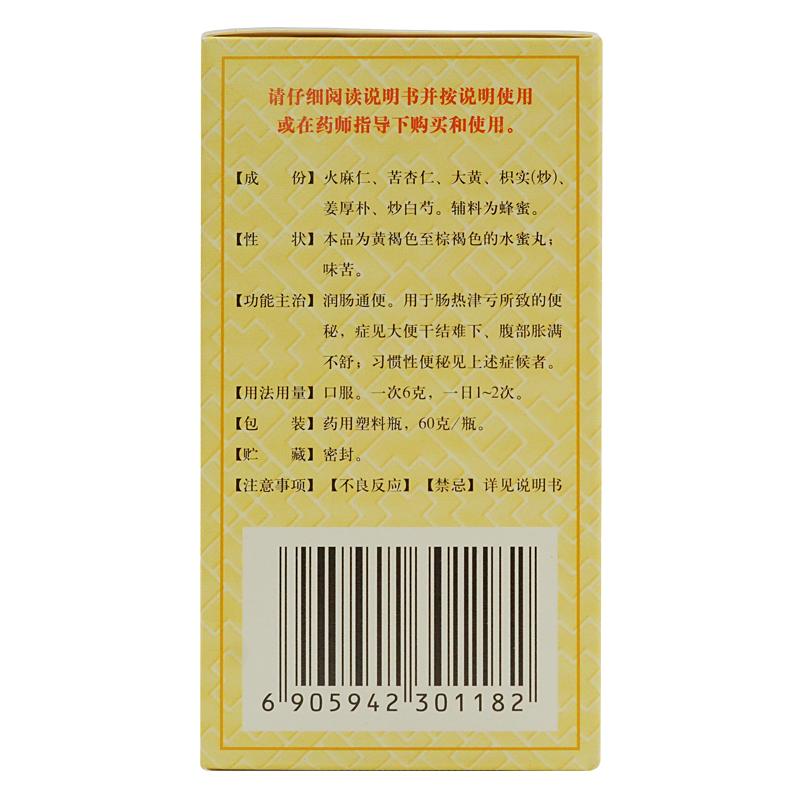 请仔细阅读说明书并按说明使用
或在药师指导下购买和使用。
【成　份】火麻仁、苦杏仁、大黄、枳实(炒)、
姜厚朴、炒白芍。辅料为蜂蜜。
【性　状】本品为黄褐色至棕褐色的水蜜丸；
味苦。
【功能主治】润肠通便。用于肠热津亏所致的便
秘，症见大便干结难下、腹部胀满
不舒；习惯性便秘见上述症候者。
【用法用量】口服。一次6克，一日1~2次。
【包　装】药用塑料瓶，60克/瓶。
【贮　藏】密封。
【注意事项】【不良反应】【禁忌】详见说明书
6 905942 301182